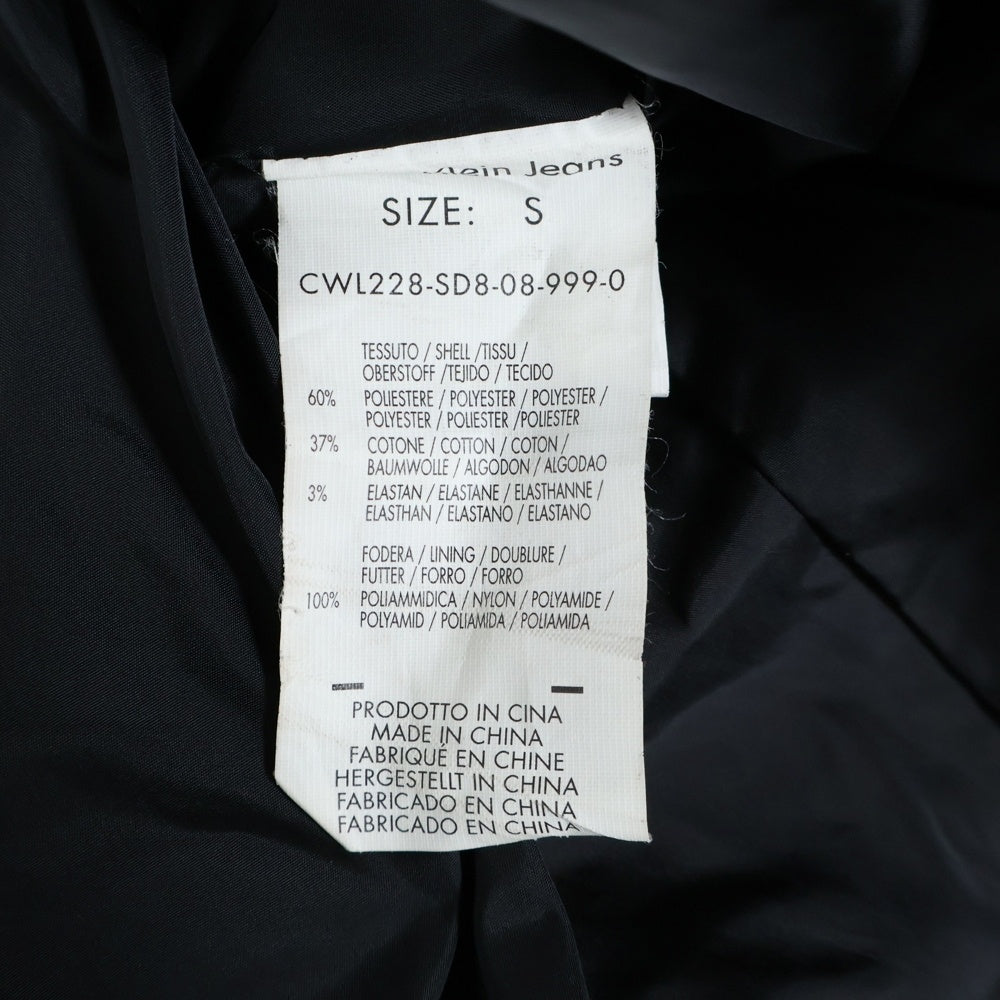 Klein Jeans
SIZE: S
CWL228-SD8-08-999-0
TESSUTO / SHELL /TISSU /
OBERSTOFF /TEJIDO / TECIDO
60% POLIESTERE / POLYESTER / POLYESTER /
POLYESTER / POLIESTER /POLIESTER
37% COTONE / COTTON / COTON /
BAUMWOLLE / ALGODON / ALGODAO
3% ELASTAN / ELASTANE / ELASTHANNE /
ELASTHAN / ELASTANO / ELASTANO
FODERA / LINING / DOUBLURE /
FUTTER / FORRO / FORRO
100% POLIAMMIDICA / NYLON / POLYAMIDE /
POLYAMID / POLIAMIDA / POLIAMIDA
PRODOTTO IN CINA
MADE IN CHINA
FABRIQUÉ EN CHINE
HERGESTELLT IN CHINA
FABRICADO EN CHINA
FABRICADO EN CHINA